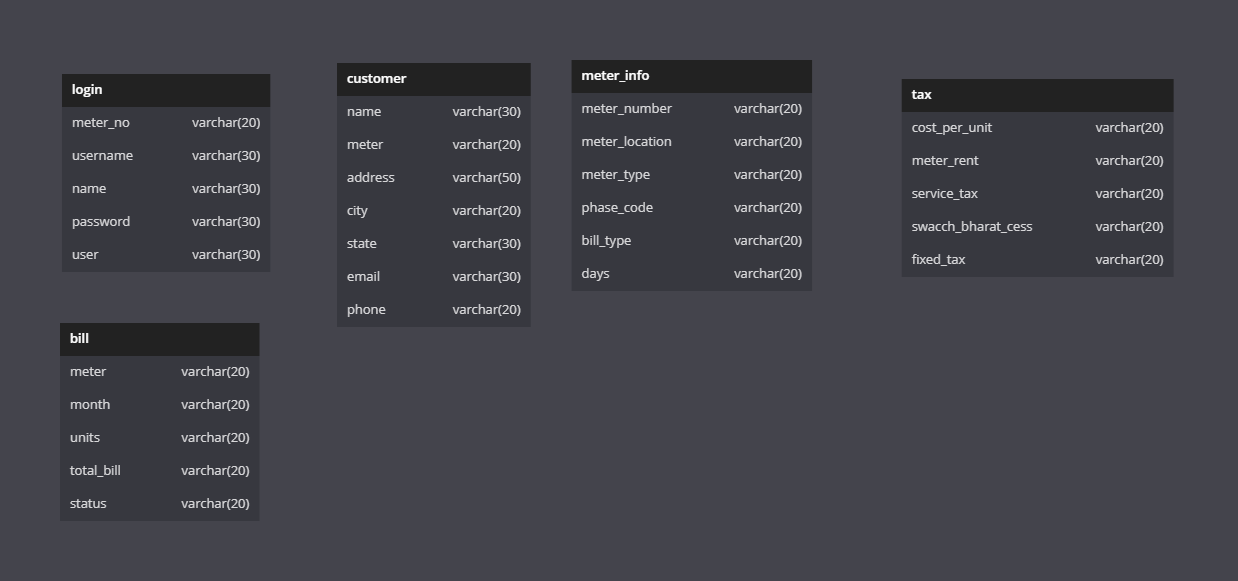 login
meter_no varchar(20)
username varchar(30)
name varchar(30)
password varchar(30)
user varchar(30)
customer
name varchar(30)
meter varchar(20)
address varchar(50)
city varchar(20)
state varchar(30)
email varchar(30)
phone varchar(20)
meter_info
meter_number varchar(20)
meter_location varchar(20)
meter_type varchar(20)
phase_code varchar(20)
bill_type varchar(20)
days varchar(20)
tax
cost_per_unit varchar(20)
meter_rent varchar(20)
service_tax varchar(20)
swacch_bharat_cess varchar(20)
fixed_tax varchar(20)
bill
meter varchar(20)
month varchar(20)
units varchar(20)
total_bill varchar(20)
status varchar(20)